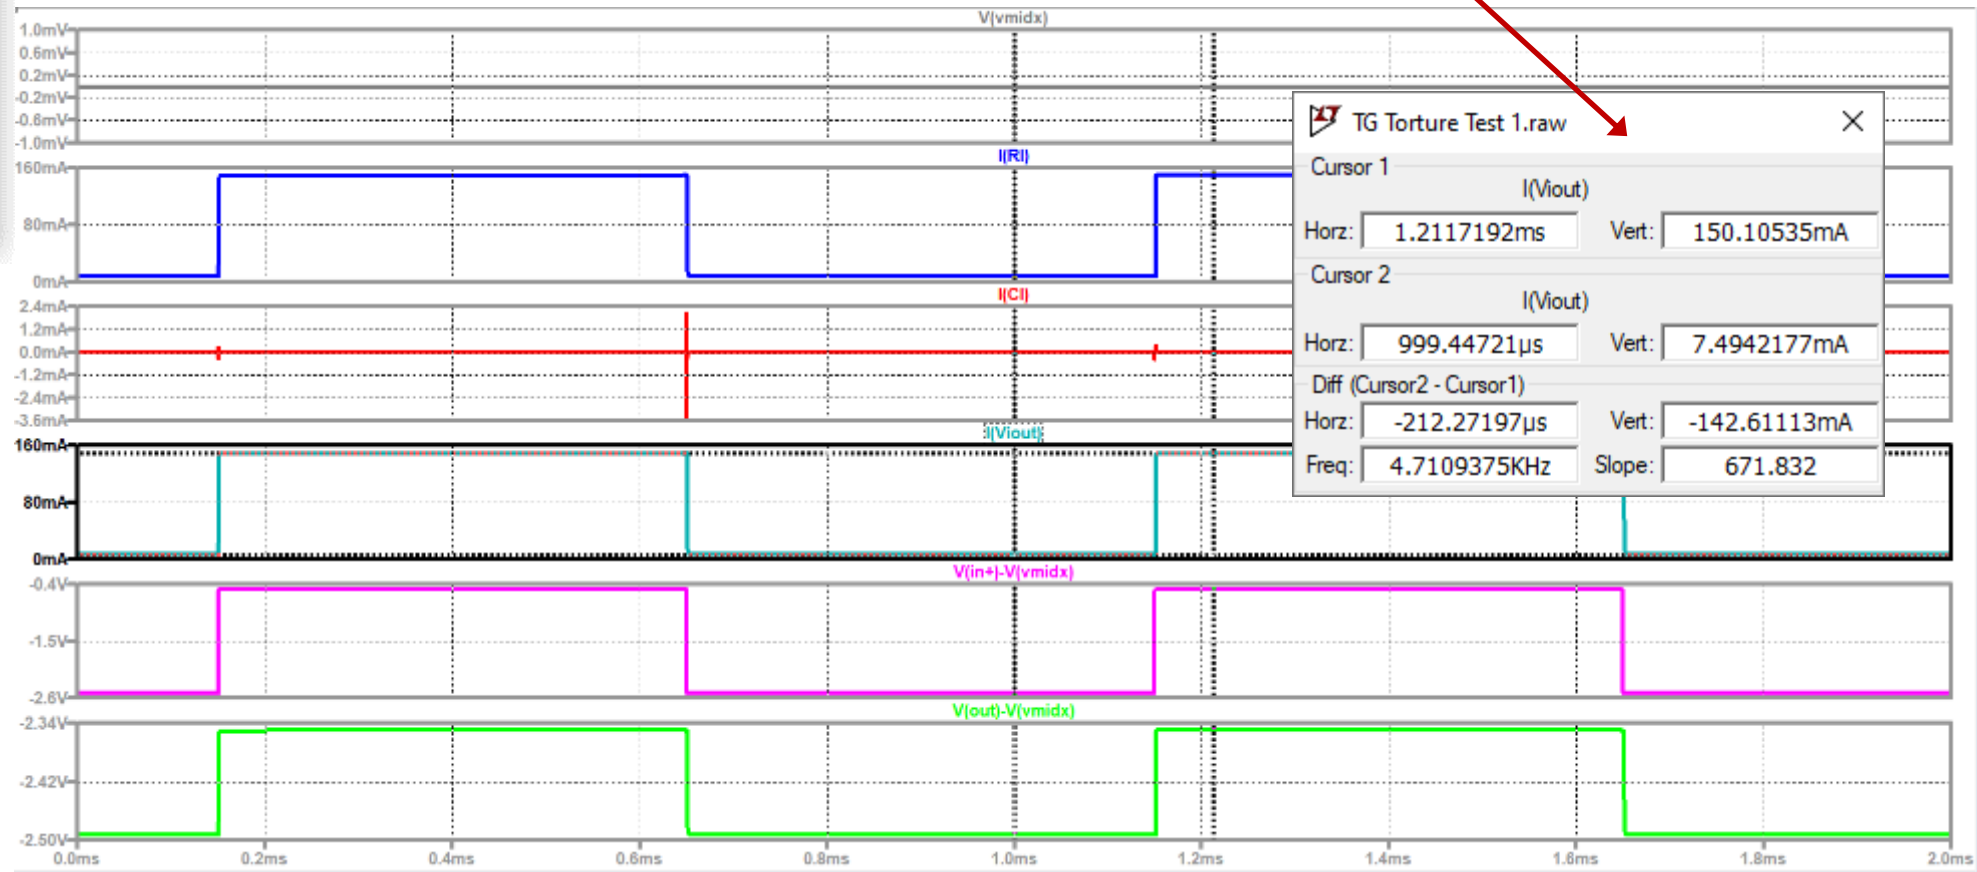 V(vmidx)
1.0mV
0.6mV
0.2mV
-0.2mV
-0.6mV
-1.0mV
I(Rl)
160mA
80mA
0mA
I(Cl)
2.4mA
1.2mA
0.0mA
-1.2mA
-2.4mA
-3.6mA
I(Viout)
160mA
80mA
0mA
V(in+)-V(vmidx)
-0.4V
-1.5V
-2.6V
V(out)-V(vmidx)
-2.34V
-2.42V
-2.50V
0.0ms 0.2ms 0.4ms 0.6ms 0.8ms 1.0ms 1.2ms 1.4ms 1.6ms 1.8ms 2.0ms
TG Torture Test 1.raw
Cursor 1
I(Viout)
Horz: 1.2117192ms Vert: 150.10535mA
Cursor 2
I(Viout)
Horz: 999.44721µs Vert: 7.4942177mA
Diff (Cursor2 - Cursor1)
Horz: -212.27197µs Vert: -142.61113mA
Freq: 4.7109375KHz Slope: 671.832